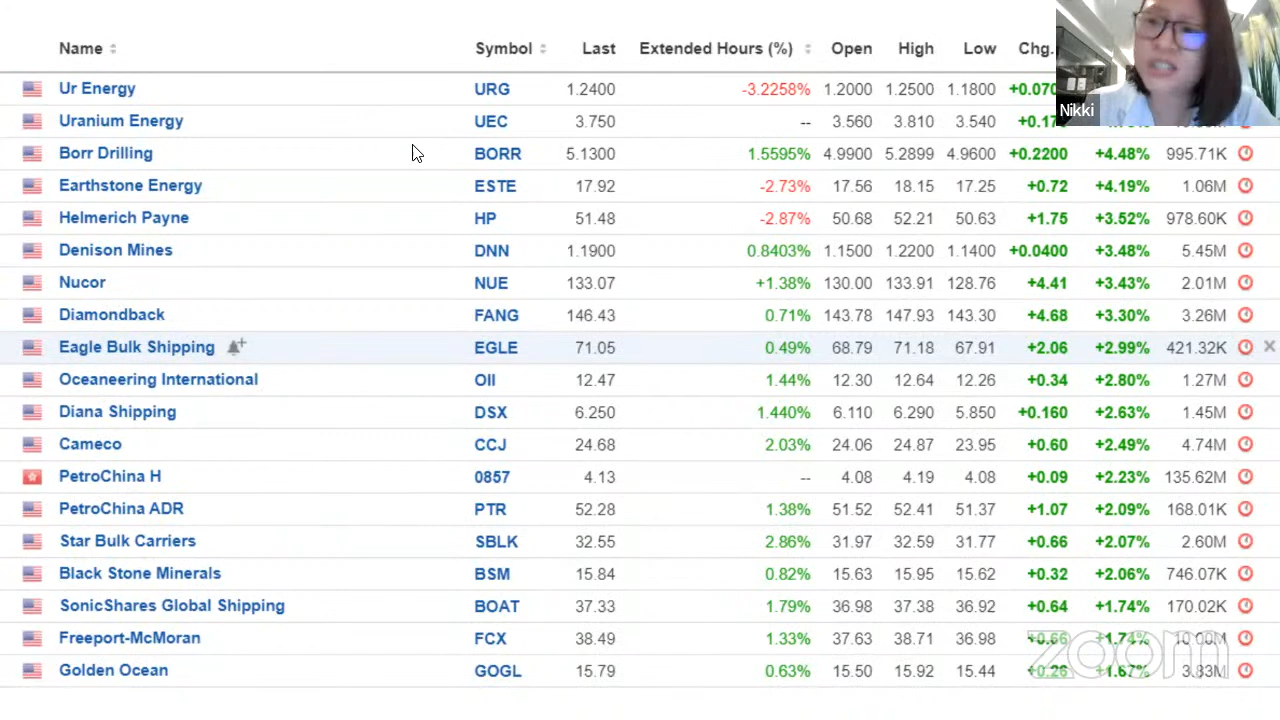 Name Symbol Last Extended Hours (%) Open High Low Chg.
Ur Energy URG 1.2400 -3.2258% 1.2000 1.2500 1.1800
Nikki
Uranium Energy UEC 3.750 -- 3.560 3.810 3.540
Borr Drilling BORR 5.1300 1.5595% 4.9900 5.2899 4.9600 +0.2200 +4.48% 995.71K
Earthstone Energy ESTE 17.92 -2.73% 17.56 18.15 17.25 +0.72 +4.19% 1.06M
Helmerich Payne HP 51.48 -2.87% 50.68 52.21 50.63 +1.75 +3.52% 978.60K
Denison Mines DNN 1.1900 0.8403% 1.1500 1.2200 1.1400 +0.0400 +3.48% 5.45M
Nucor NUE 133.07 +1.38% 130.00 133.91 128.76 +4.41 +3.43% 2.01M
Diamondback FANG 146.43 0.71% 143.78 147.93 143.30 +4.68 +3.30% 3.26M
Eagle Bulk Shipping EGLE 71.05 0.49% 68.79 71.18 67.91 +2.06 +2.99% 421.32K
Oceaneering International OII 12.47 1.44% 12.30 12.64 12.26 +0.34 +2.80% 1.27M
Diana Shipping DSX 6.250 1.440% 6.110 6.290 5.850 +0.160 +2.63% 1.45M
Cameco CCJ 24.68 2.03% 24.06 24.87 23.95 +0.60 +2.49% 4.74M
PetroChina H 0857 4.13 -- 4.08 4.19 4.08 +0.09 +2.23% 135.62M
PetroChina ADR PTR 52.28 1.38% 51.52 52.41 51.37 +1.07 +2.09% 168.01K
Star Bulk Carriers SBLK 32.55 2.86% 31.97 32.59 31.77 +0.66 +2.07% 2.60M
Black Stone Minerals BSM 15.84 0.82% 15.63 15.95 15.62 +0.32 +2.06% 746.07K
SonicShares Global Shipping BOAT 37.33 1.79% 36.98 37.38 36.92 +0.64 +1.74% 170.02K
Freeport-McMoran FCX 38.49 1.33% 37.63 38.71 36.98 +0.66 +1.74%
Golden Ocean GOGL 15.79 0.63% 15.50 15.92 15.44 +0.26 +1.67% 3.83M
zoom